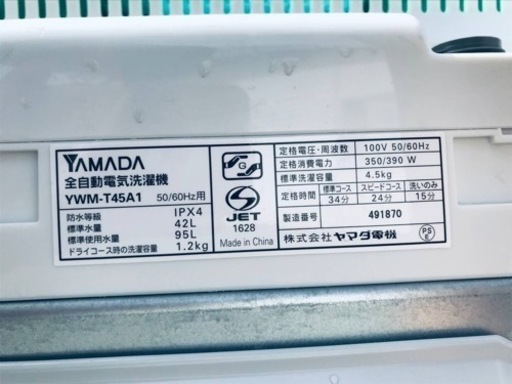 YAMADA
全自動電気洗濯機
YWM-T45A1 50/60Hz用
防水等級 IPX4
標準水量 42L
標準使用水量 95L
ドライコース時の洗濯容量 1.2kg
G
JET
1628
Made in China
定格電圧・周波数 100V 50/60Hz
定格消費電力 350/390 W
定格洗濯容量 4.5kg
定格時間 標準コース スピードコース 洗いのみ
34分 24分 15分
製造番号 491870
株式会社 ヤマダ電機
PS
E